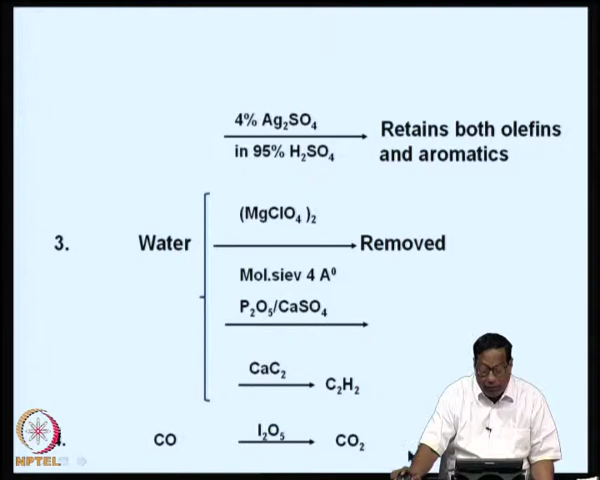 4% Ag₂SO₄
in 95% H₂SO₄
Retains both olefins
and aromatics
3. Water (MgClO₄ )₂ Removed
Mol.siev 4 A⁰
P₂O₅/CaSO₄
CaC₂ C₂H₂
4. CO I₂O₅ CO₂
NPTEL